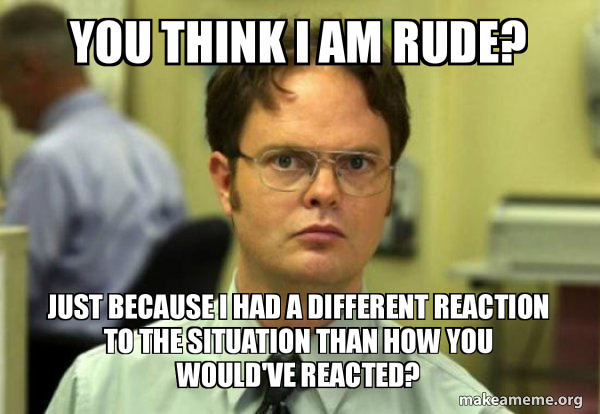 YOU THINK I AM RUDE?
JUST BECAUSE I HAD A DIFFERENT REACTION
TO THE SITUATION THAN HOW YOU
WOULD'VE REACTED?
makeameme.org